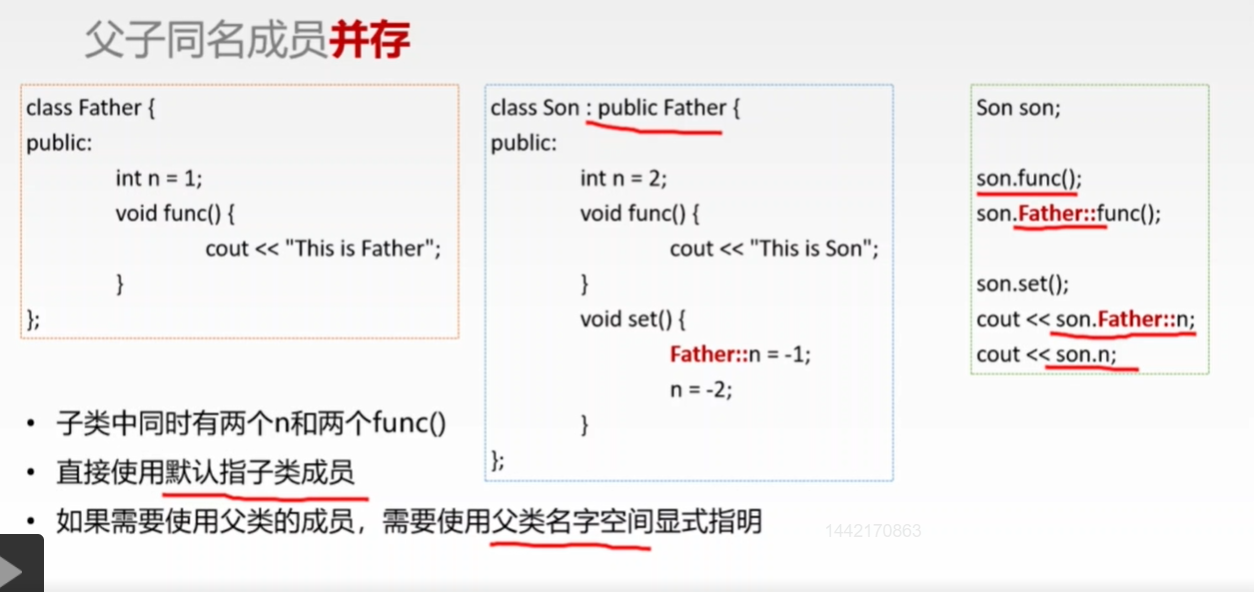 父子同名成员并存
class Father {
public:
int n = 1;
void func() {
cout << "This is Father";
}
};
class Son : public Father {
public:
int n = 2;
void func() {
cout << "This is Son";
}
void set() {
Father::n = -1;
n = -2;
}
};
Son son;
son.func();
son.Father::func();
son.set();
cout << son.Father::n;
cout << son.n;
• 子类中同时有两个n和两个func()
• 直接使用默认指子类成员
• 如果需要使用父类的成员，需要使用父类名字空间显式指明
1442170863